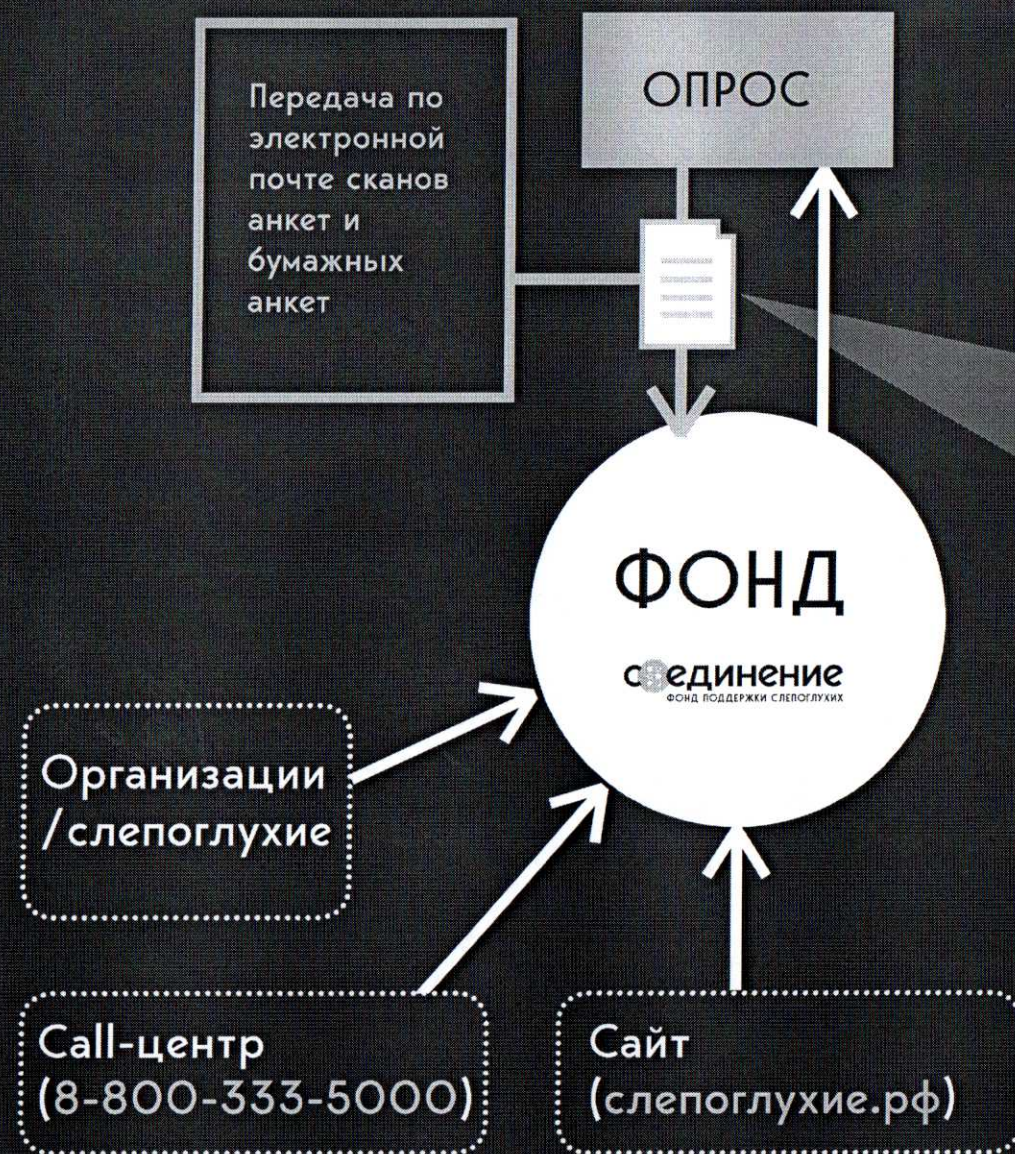 Передача по
электронной
почте сканов
анкет и
бумажных
анкет
ОПРОС
ФОНД
соединение
ФОНД ПОДДЕРЖКИ СЛЕПОГЛУХИХ
Организации
/слепоглухие
Call-центр
(8-800-333-5000)
Сайт
(слепоглухие.рф)